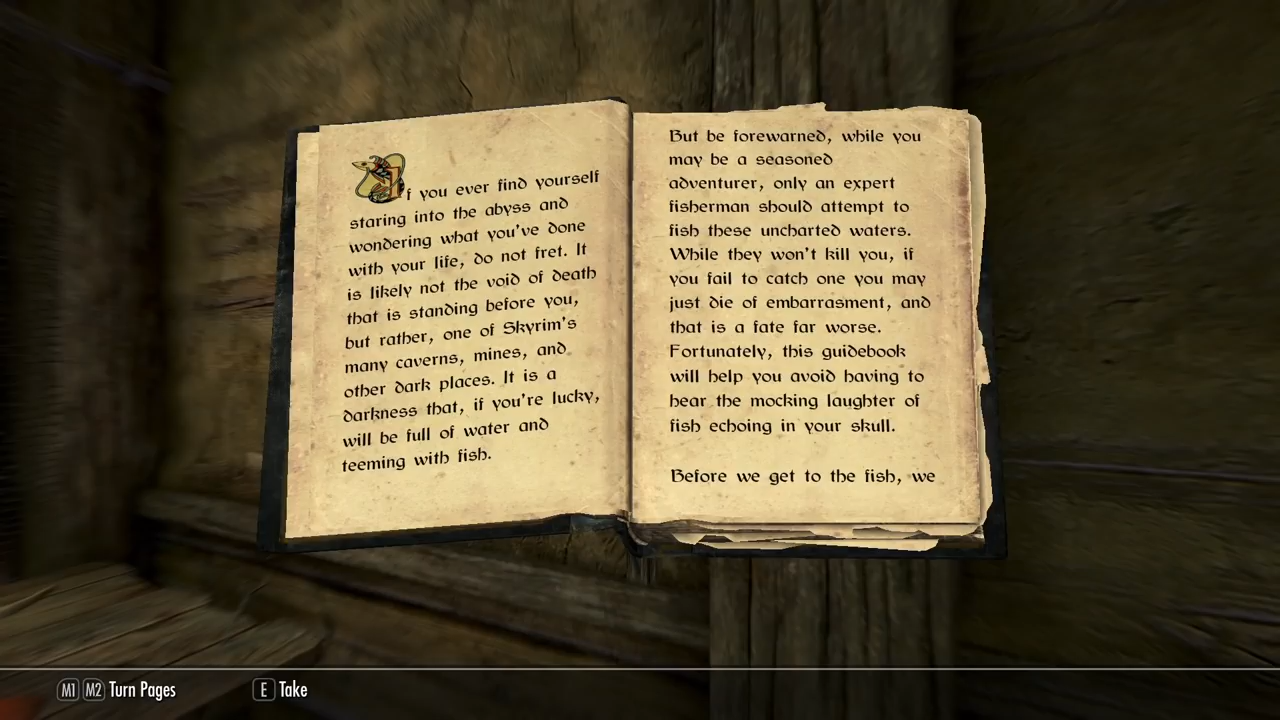 If you ever find yourself
staring into the abyss and
wondering what you've done
with your life, do not fret. It
is likely not the void of death
that is standing before you,
but rather, one of Skyrim's
many caverns, mines, and
other dark places. It is a
darkness that, if you're lucky,
will be full of water and
teeming with fish.
But be forewarned, while you
may be a seasoned
adventurer, only an expert
fisherman should attempt to
fish these uncharted waters.
While they won't kill you, if
you fail to catch one you may
just die of embarrasment, and
that is a fate far worse.
Fortunately, this guidebook
will help you avoid having to
hear the mocking laughter of
fish echoing in your skull.
Before we get to the fish, we
M1 M2 Turn Pages
E Take